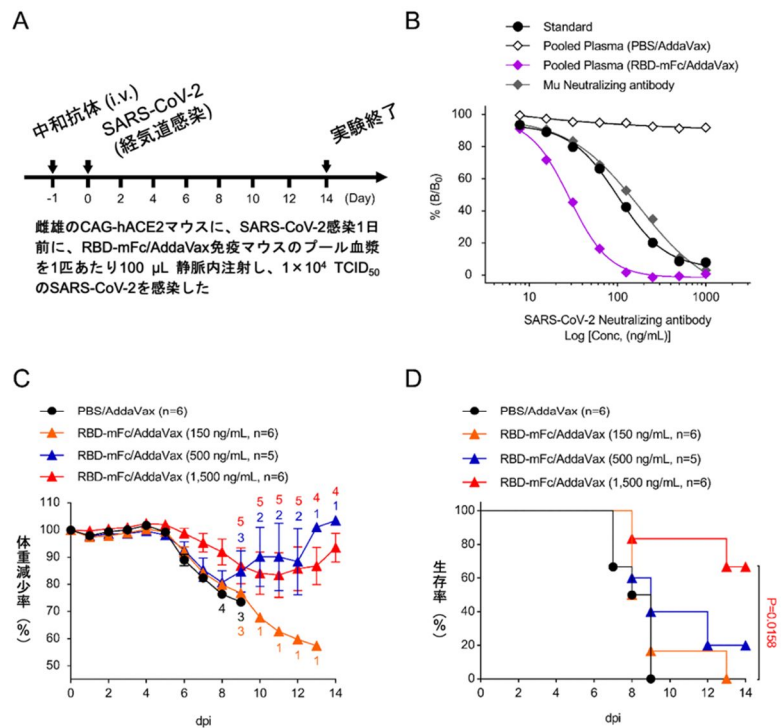 A
中和抗体 (i.v.)
SARS-CoV-2
(経気道感染)
実験終了
-1 0 2 4 6 8 10 12 14 (Day)
雌雄のCAG-hACE2マウスに、SARS-CoV-2感染1日
前に、RBD-mFc/AddaVax免疫マウスのプール血漿
を1匹あたり100 μL 静脈内注射し、1×10⁴ TCID₅₀
のSARS-CoV-2を感染した
B
Standard
Pooled Plasma (PBS/AddaVax)
Pooled Plasma (RBD-mFc/AddaVax)
Mu Neutralizing antibody
% (B/B₀)
100
80
60
40
20
0
10 100 1000
SARS-CoV-2 Neutralizing antibody
Log [Conc, (ng/mL)]
C
PBS/AddaVax (n=6)
RBD-mFc/AddaVax (150 ng/mL, n=6)
RBD-mFc/AddaVax (500 ng/mL, n=5)
RBD-mFc/AddaVax (1,500 ng/mL, n=6)
体重減少率 (%)
110
100
90
80
70
60
50
5 5 5 5 4 4
3 2 2 2 1 1
4 3
3 1 1 1 1
0 2 4 6 8 10 12 14
dpi
D
PBS/AddaVax (n=6)
RBD-mFc/AddaVax (150 ng/mL, n=6)
RBD-mFc/AddaVax (500 ng/mL, n=5)
RBD-mFc/AddaVax (1,500 ng/mL, n=6)
生存率 (%)
100
80
60
40
20
0
0 2 4 6 8 10 12 14
dpi
P=0.0158